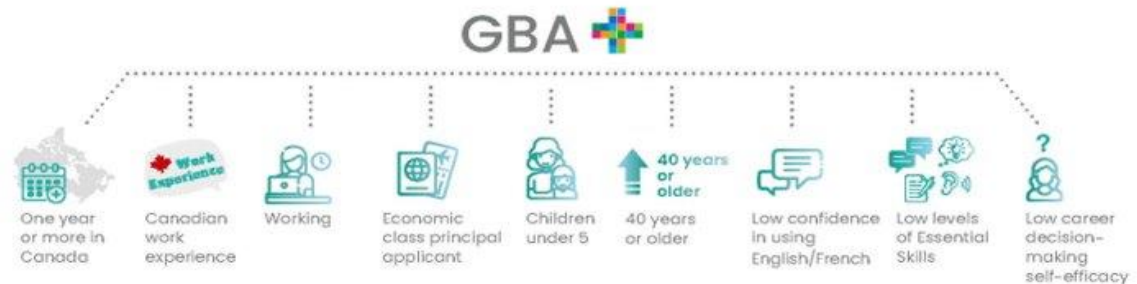 GBA
Work
Experience
40 years
or
older
One year
or more in
Canada
Canadian
work
experience
Working
Economic
class principal
applicant
Children
under 5
40 years
or older
Low confidence
in using
English/French
Low levels
of Essential
Skills
?
Low career
decision-
making
self-efficacy